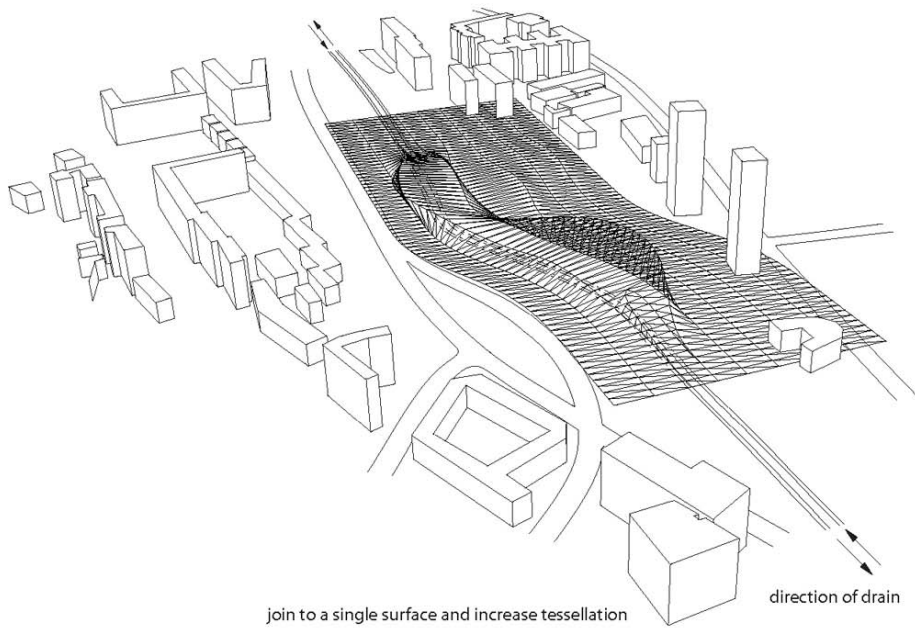 direction of drain
join to a single surface and increase tessellation